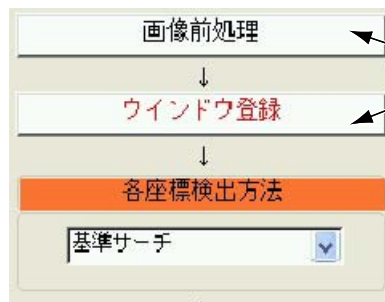 画像前処理
↓
ウインドウ登録
↓
各座標検出方法
基準サーチ